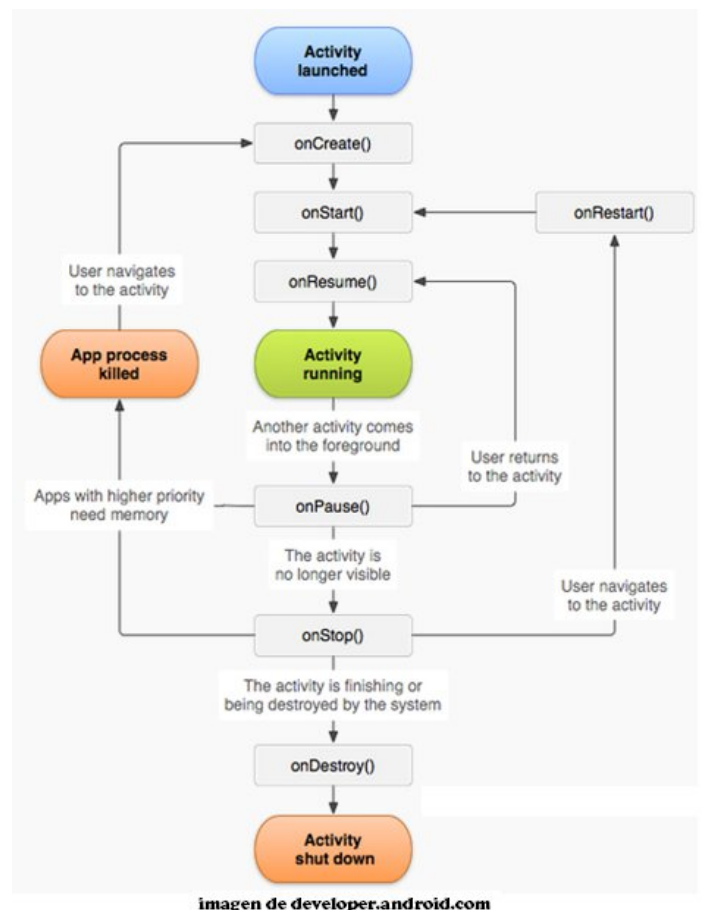 Activity
launched
onCreate()
onStart()
onRestart()
onResume()
User navigates
to the activity
App process
killed
Activity
running
Another activity comes
into the foreground
User returns
to the activity
Apps with higher priority
need memory
onPause()
The activity is
no longer visible
User navigates
to the activity
onStop()
The activity is finishing or
being destroyed by the system
onDestroy()
Activity
shut down
imagen de developer.android.com